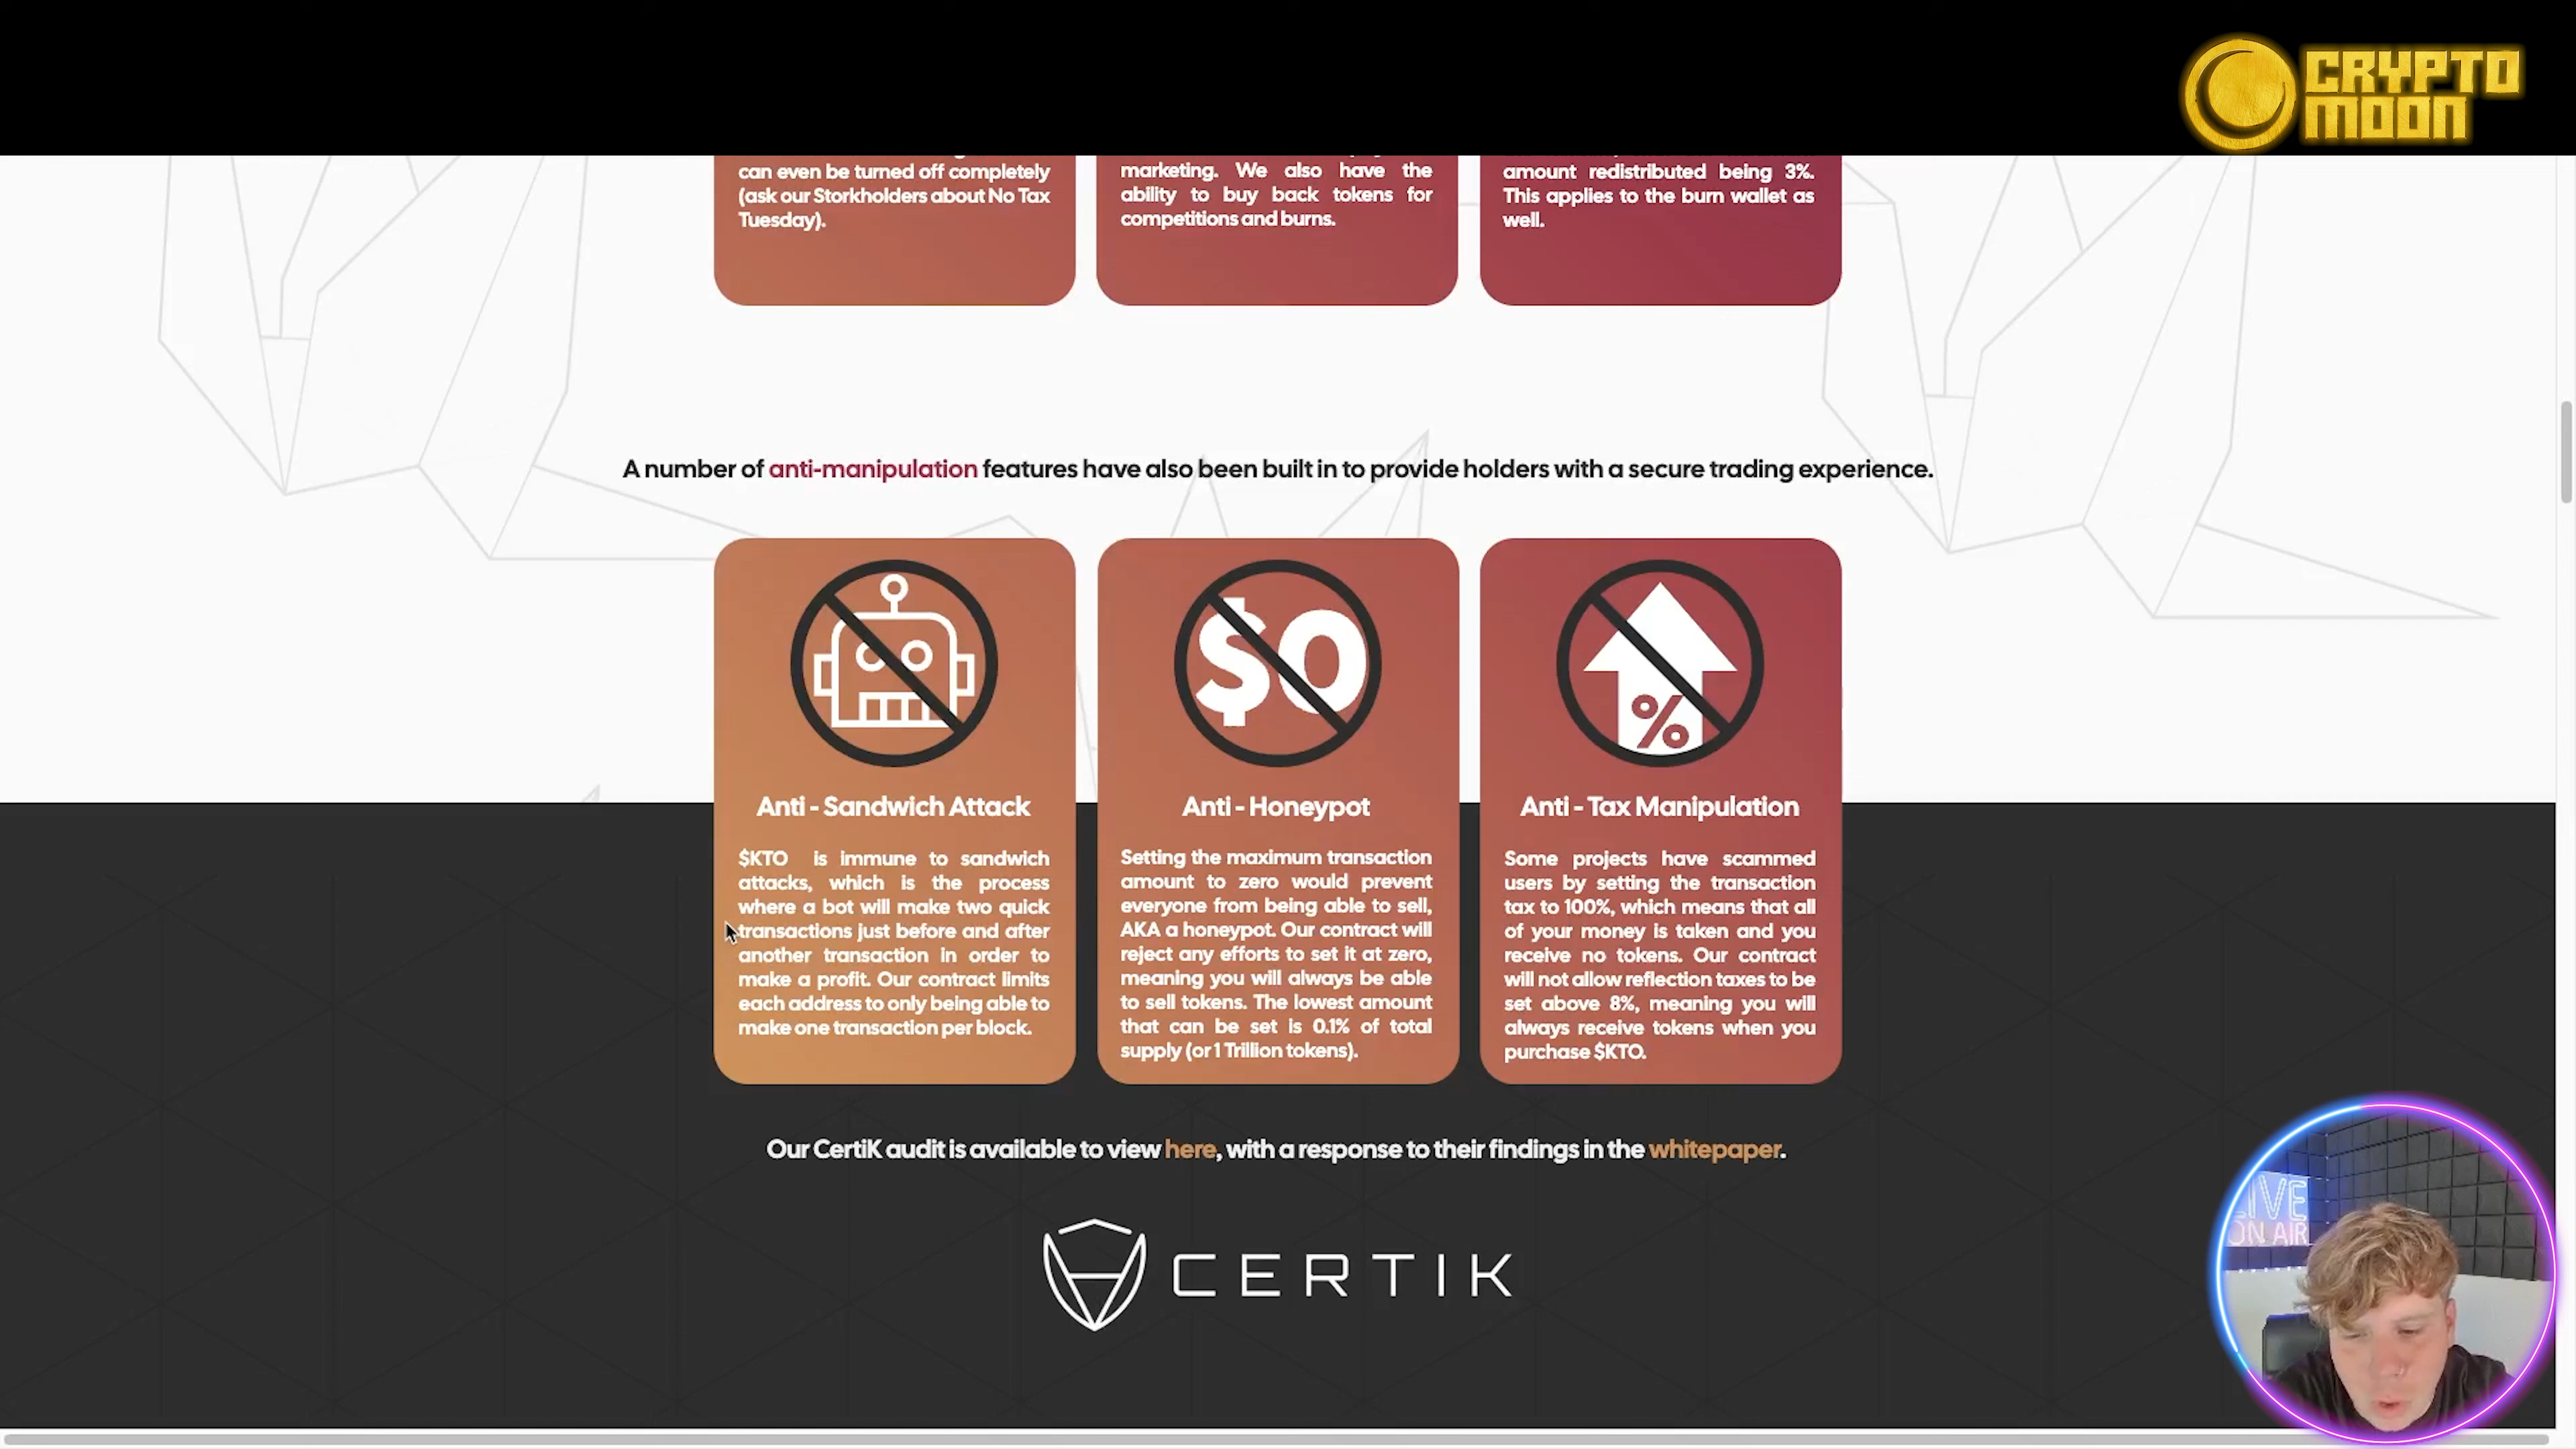 CRYPTO
MOON
can even be turned off completely
(ask our Storkholders about No Tax
Tuesday).
marketing. We also have the
ability to buy back tokens for
competitions and burns.
amount redistributed being 3%.
This applies to the burn wallet as
well.
A number of anti-manipulation features have also been built in to provide holders with a secure trading experience.
$0
%
Anti - Sandwich Attack
$KTO is immune to sandwich
attacks, which is the process
where a bot will make two quick
transactions just before and after
another transaction in order to
make a profit. Our contract limits
each address to only being able to
make one transaction per block.
Anti - Honeypot
Setting the maximum transaction
amount to zero would prevent
everyone from being able to sell,
AKA a honeypot. Our contract will
reject any efforts to set it at zero,
meaning you will always be able
to sell tokens. The lowest amount
that can be set is 0.1% of total
supply (or 1 Trillion tokens).
Anti - Tax Manipulation
Some projects have scammed
users by setting the transaction
tax to 100%, which means that all
of your money is taken and you
receive no tokens. Our contract
will not allow reflection taxes to be
set above 8%, meaning you will
always receive tokens when you
purchase $KTO.
Our CertiK audit is available to view here, with a response to their findings in the whitepaper.
CERTIK
LIVE
ON AIR